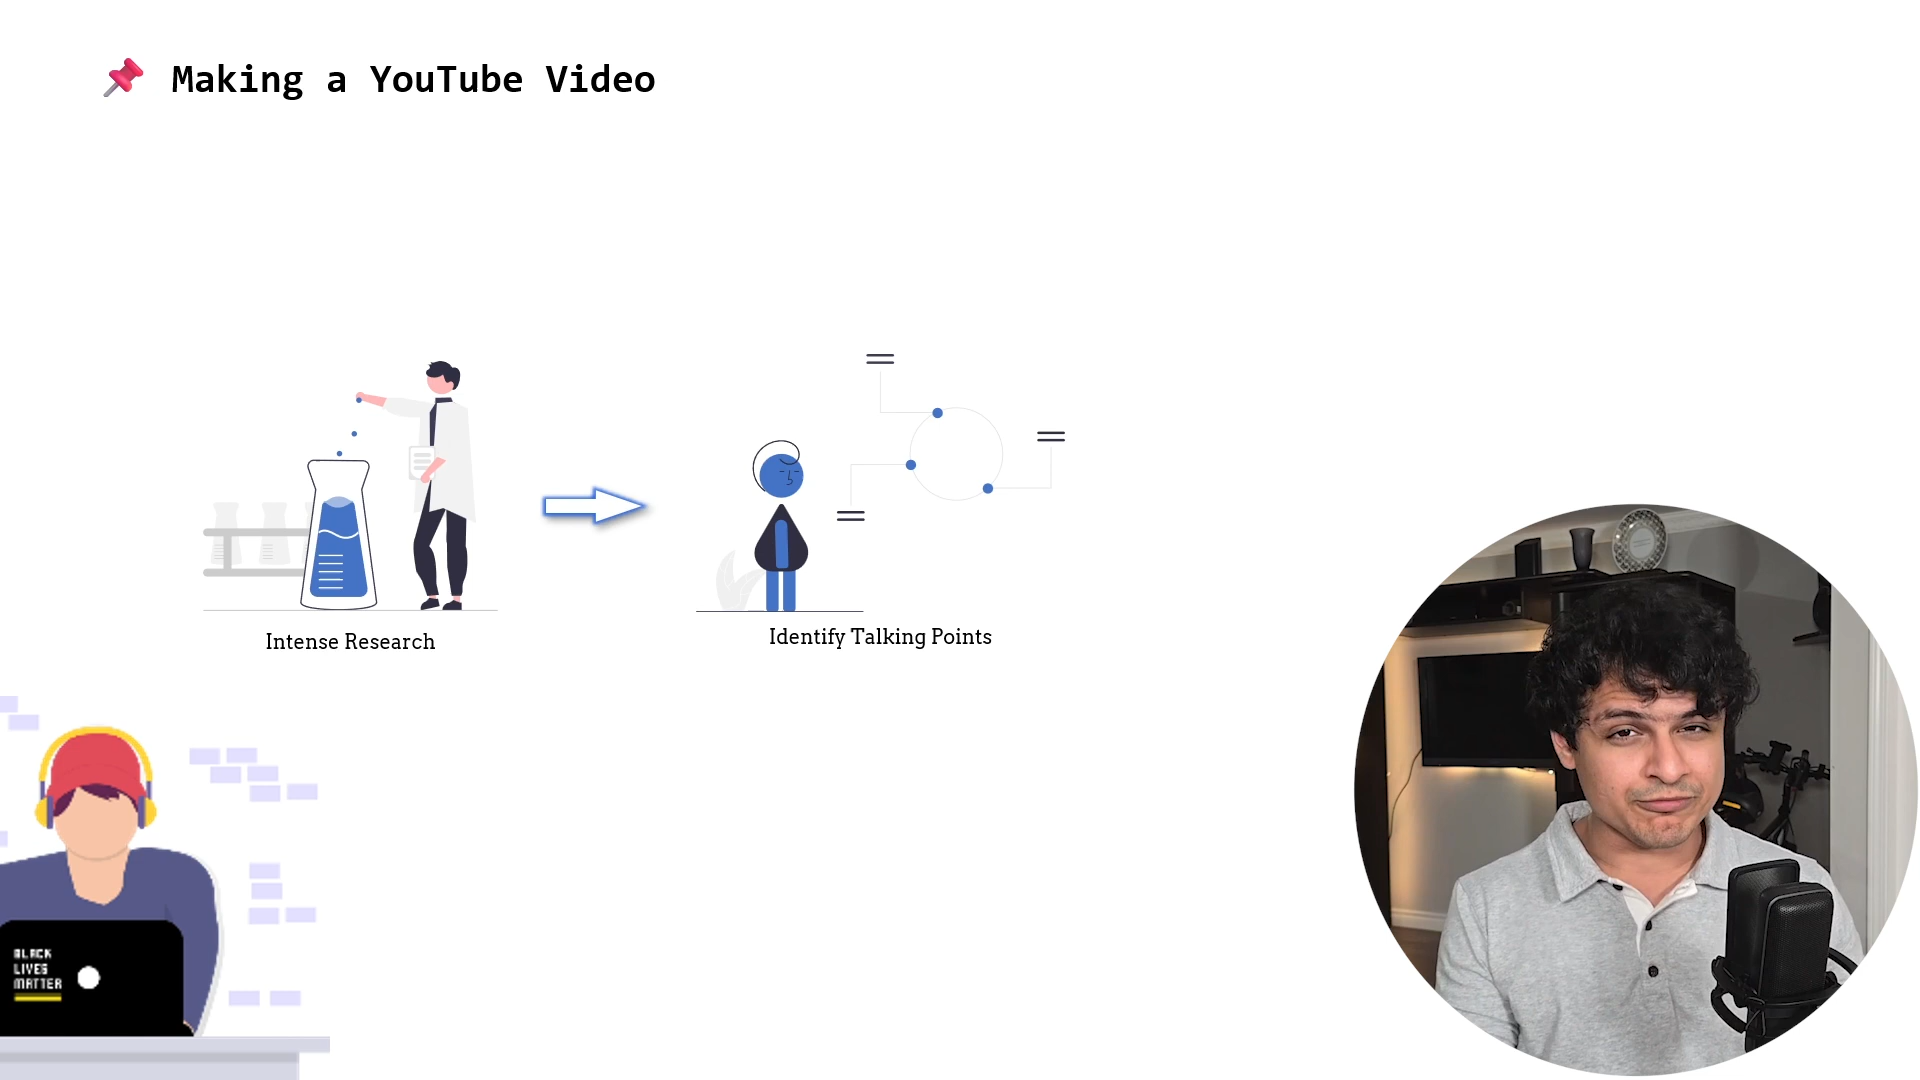 Making a YouTube Video
Intense Research
Identify Talking Points
BLACK
LIVES
MATTER